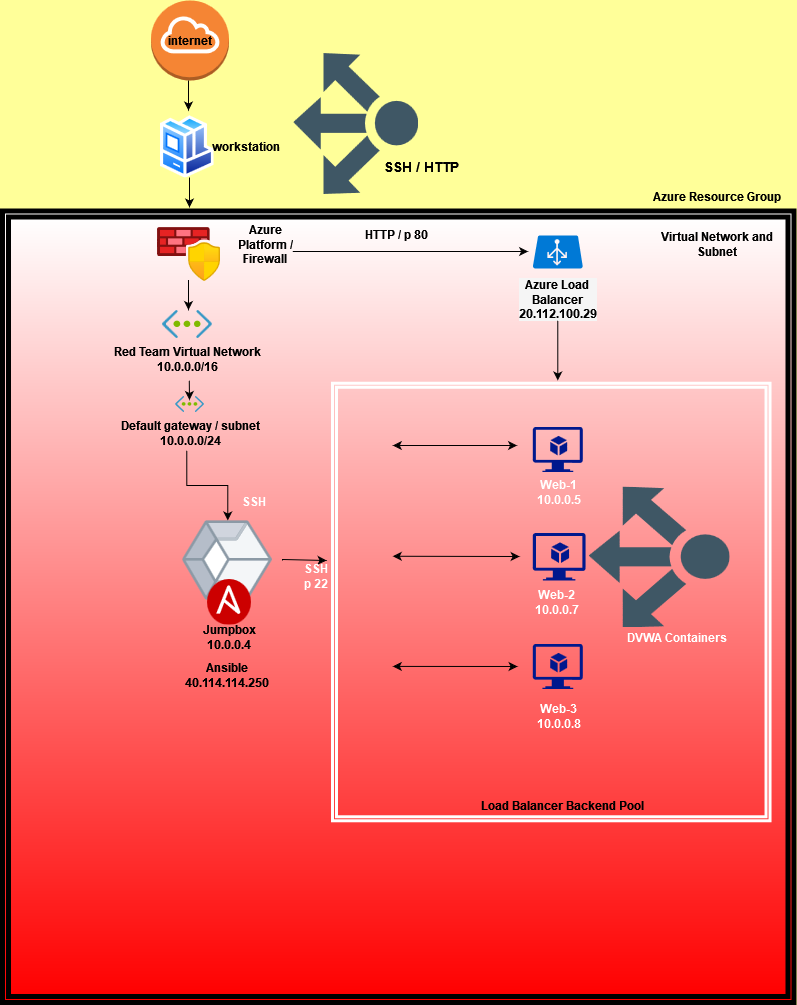 internet
workstation
SSH / HTTP
Azure Resource Group
Azure
Platform /
Firewall
HTTP / p 80
Virtual Network and
Subnet
Azure Load
Balancer
20.112.100.29
Red Team Virtual Network
10.0.0.0/16
Default gateway / subnet
10.0.0.0/24
SSH
SSH
p 22
Jumpbox
10.0.0.4
Ansible
40.114.114.250
Web-1
10.0.0.5
Web-2
10.0.0.7
DVWA Containers
Web-3
10.0.0.8
Load Balancer Backend Pool